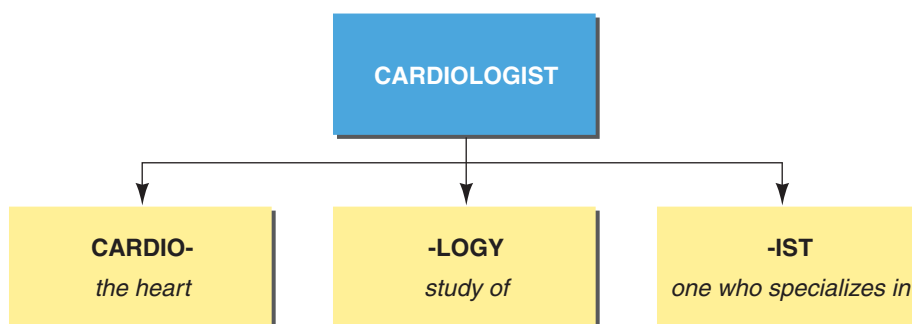 CARDIOLOGIST
CARDIO-
the heart
-LOGY
study of
-IST
one who specializes in